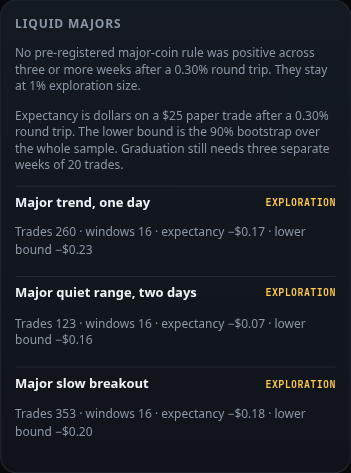 LIQUID MAJORS
No pre-registered major-coin rule was positive across
three or more weeks after a 0.30% round trip. They stay
at 1% exploration size.
Expectancy is dollars on a $25 paper trade after a 0.30%
round trip. The lower bound is the 90% bootstrap over
the whole sample. Graduation still needs three separate
weeks of 20 trades.
Major trend, one day EXPLORATION
Trades 260 · windows 16 · expectancy −$0.17 · lower
bound −$0.23
Major quiet range, two days EXPLORATION
Trades 123 · windows 16 · expectancy −$0.07 · lower
bound −$0.16
Major slow breakout EXPLORATION
Trades 353 · windows 16 · expectancy −$0.18 · lower
bound −$0.20